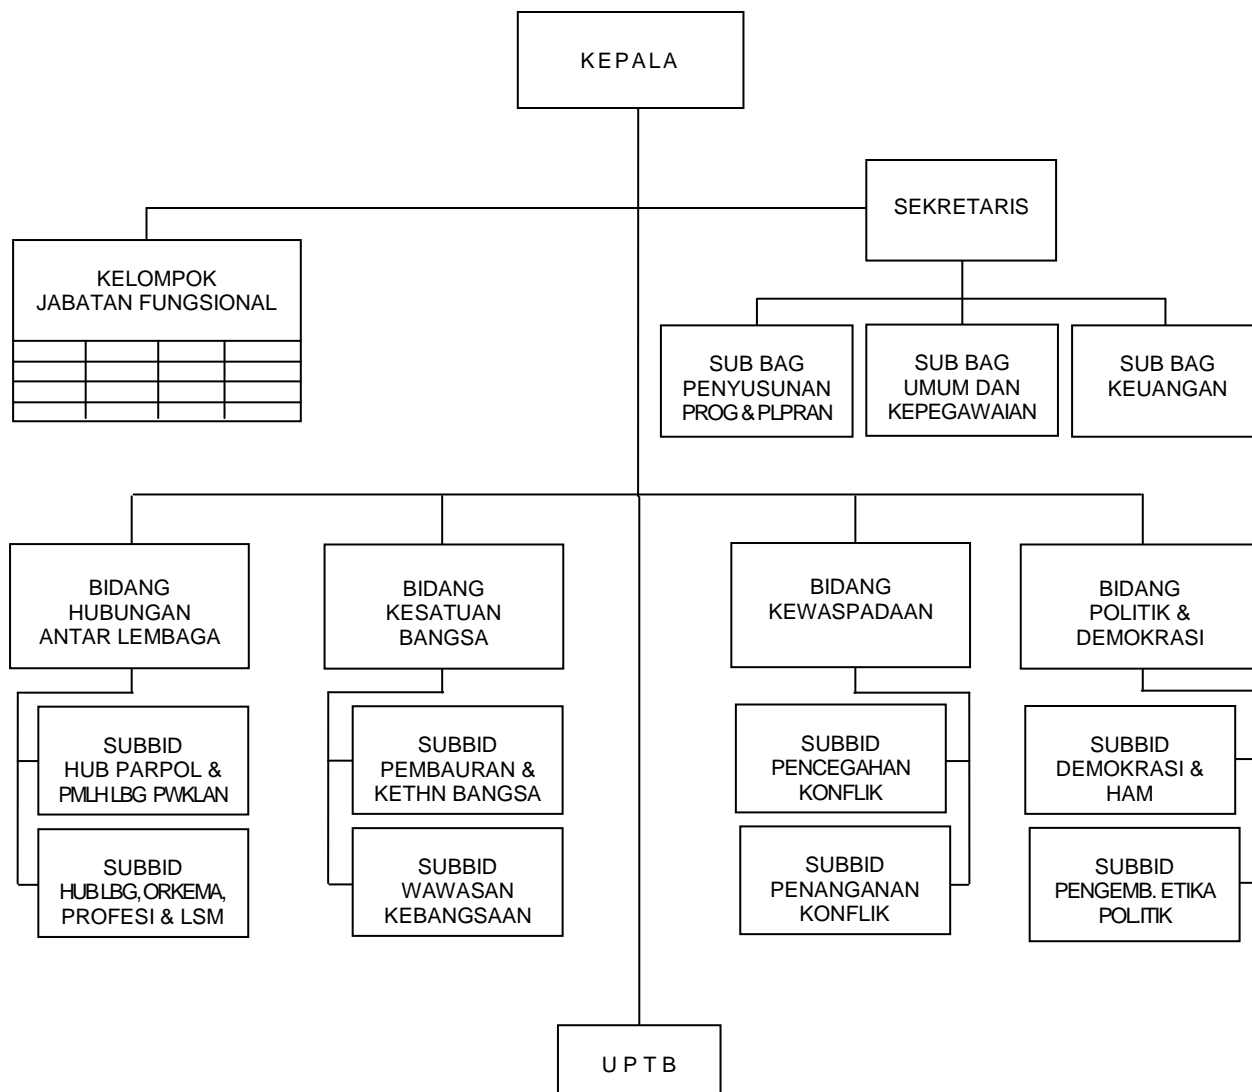 KEPALA
SEKRETARIS
KELOMPOK
JABATAN FUNGSIONAL
SUB BAG
PENYUSUNAN
PROG & PLPRAN
SUB BAG
UMUM DAN
KEPEGAWAIAN
SUB BAG
KEUANGAN
BIDANG
HUBUNGAN
ANTAR LEMBAGA
BIDANG
KESATUAN
BANGSA
BIDANG
KEWASPADAAN
BIDANG
POLITIK &
DEMOKRASI
SUBBID
HUB PARPOL &
PMLH LBG PWKLAN
SUBBID
PEMBAURAN &
KETHN BANGSA
SUBBID
PENCEGAHAN
KONFLIK
SUBBID
DEMOKRASI &
HAM
SUBBID
HUB LBG, ORKEMA,
PROFESI & LSM
SUBBID
WAWASAN
KEBANGSAAN
SUBBID
PENANGANAN
KONFLIK
SUBBID
PENGEMB. ETIKA
POLITIK
UPTB